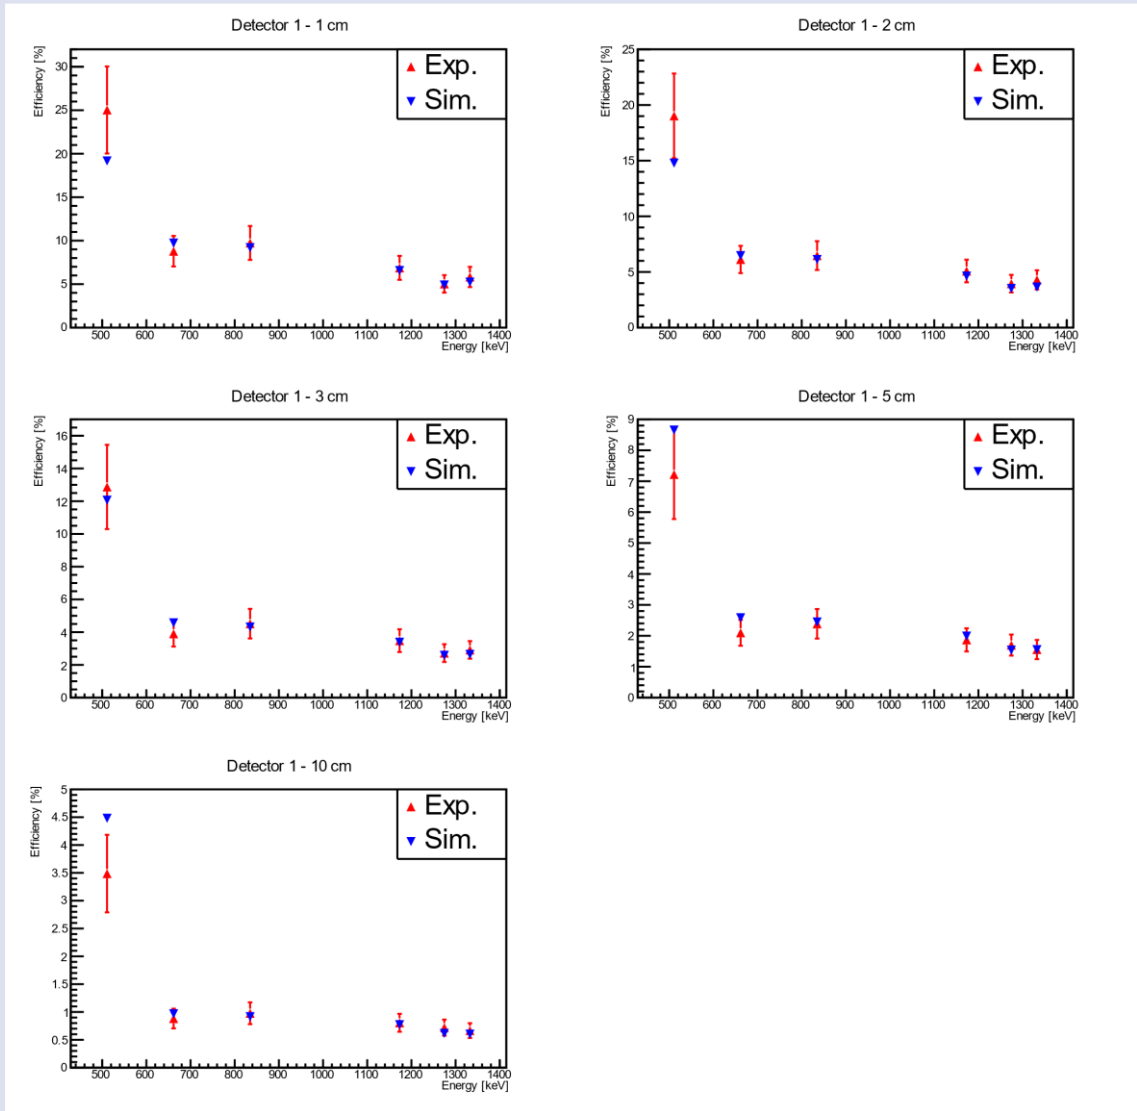 Detector 1 - 1 cm
Efficiency [%]
30
25
20
15
10
5
0
500 600 700 800 900 1000 1100 1200 1300 1400
Energy [keV]
Exp.
Sim.
Detector 1 - 2 cm
Efficiency [%]
25
20
15
10
5
0
500 600 700 800 900 1000 1100 1200 1300 1400
Energy [keV]
Exp.
Sim.
Detector 1 - 3 cm
Efficiency [%]
16
14
12
10
8
6
4
2
0
500 600 700 800 900 1000 1100 1200 1300 1400
Energy [keV]
Exp.
Sim.
Detector 1 - 5 cm
Efficiency [%]
9
8
7
6
5
4
3
2
1
0
500 600 700 800 900 1000 1100 1200 1300 1400
Energy [keV]
Exp.
Sim.
Detector 1 - 10 cm
Efficiency [%]
5
4.5
4
3.5
3
2.5
2
1.5
1
0.5
0
500 600 700 800 900 1000 1100 1200 1300 1400
Energy [keV]
Exp.
Sim.